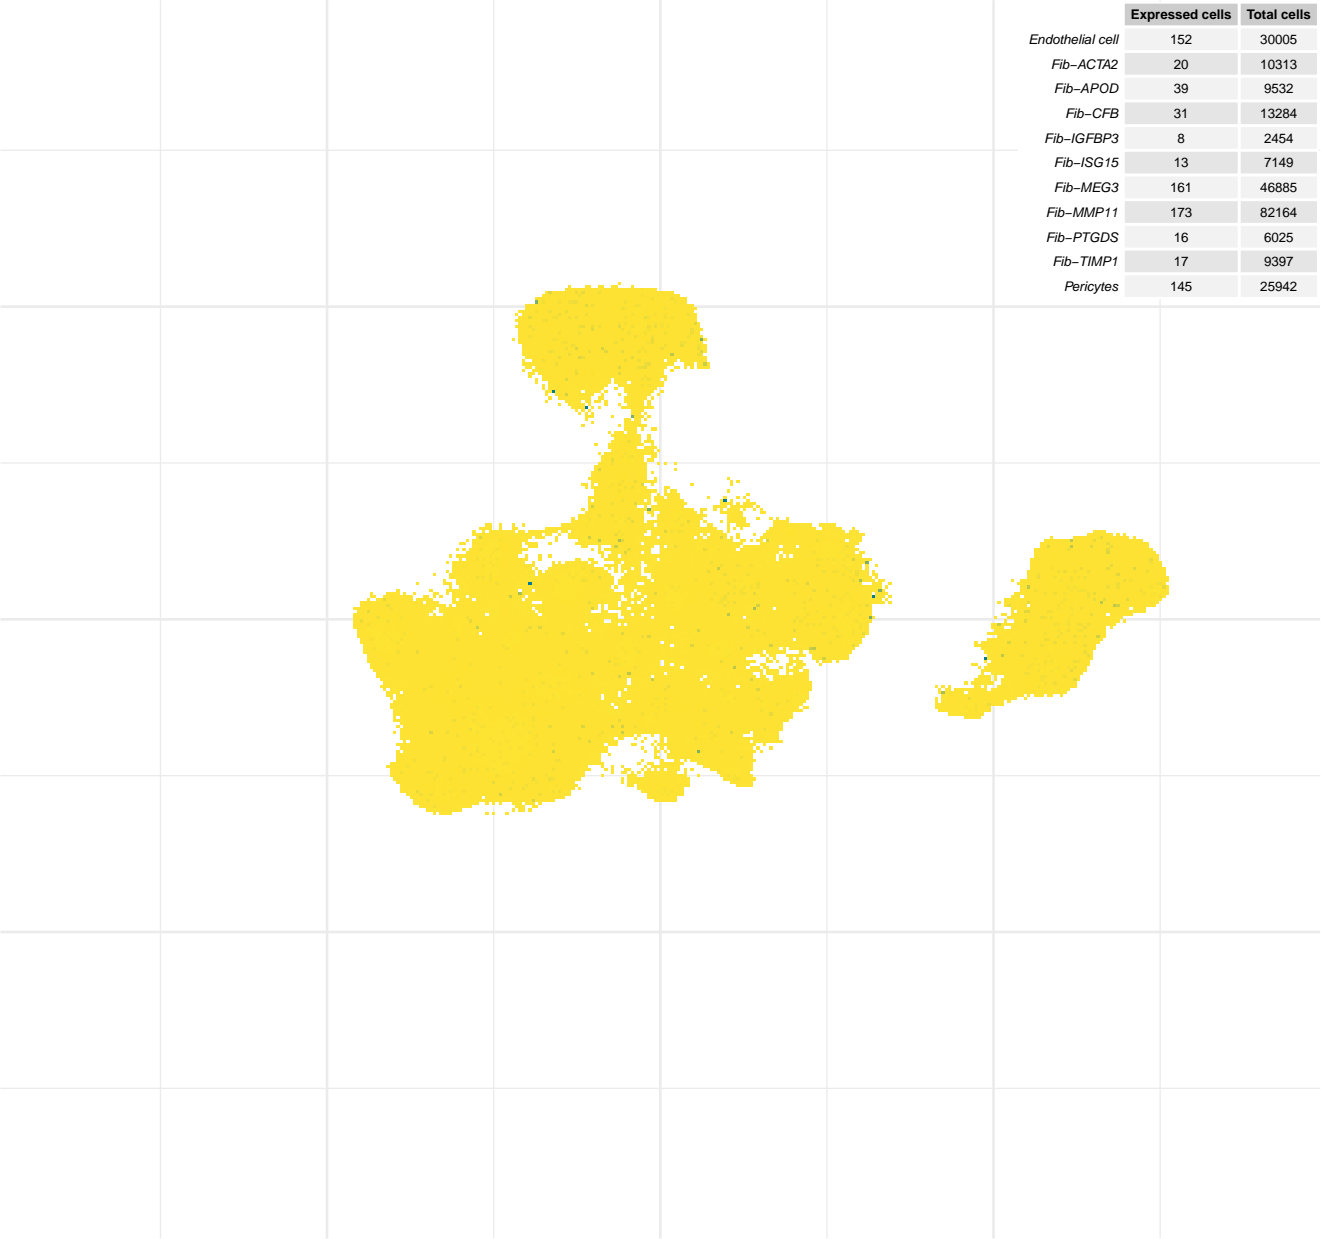 Expressed cells Total cells
Endothelial cell 152 30005
Fib−ACTA2 20 10313
Fib−APOD 39 9532
Fib−CFB 31 13284
Fib−IGFBP3 8 2454
Fib−ISG15 13 7149
Fib−MEG3 161 46885
Fib−MMP11 173 82164
Fib−PTGDS 16 6025
Fib−TIMP1 17 9397
Pericytes 145 25942